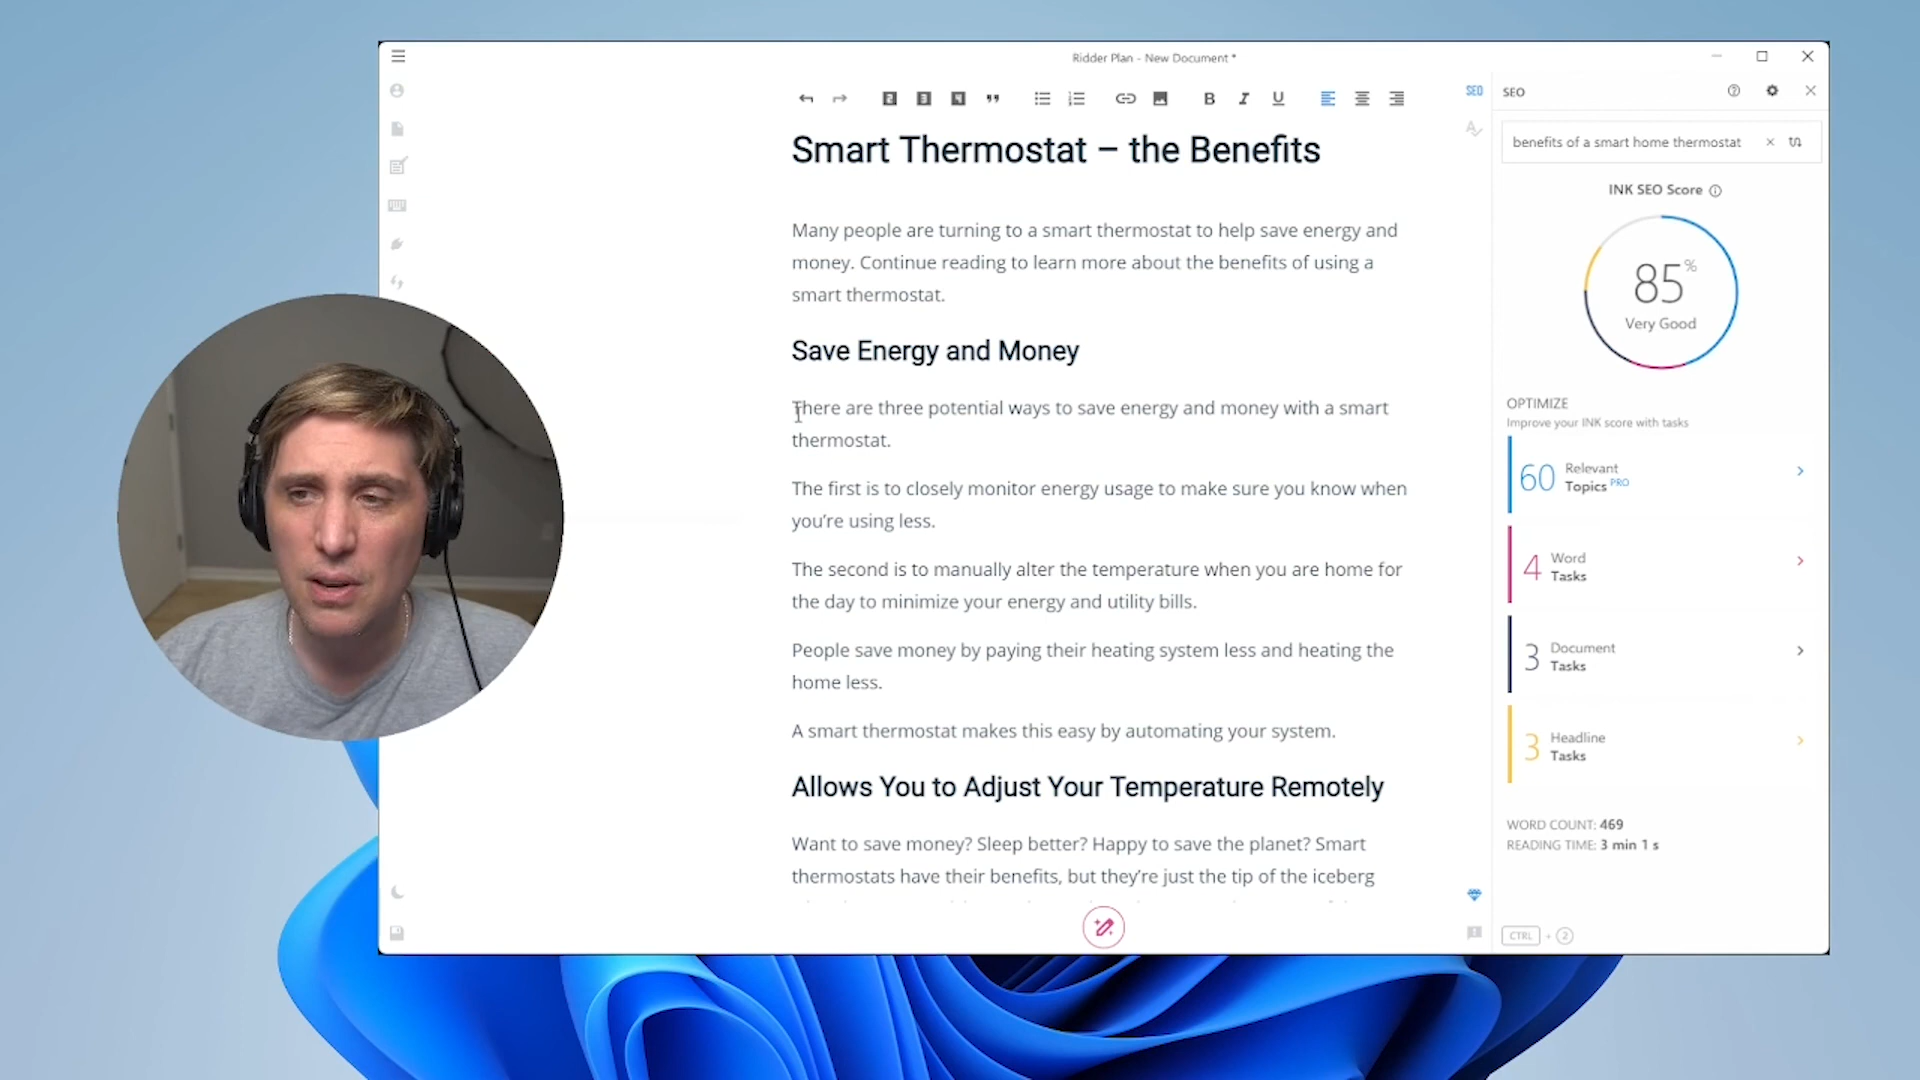 Ridder Plan - New Document *
SEO
SEO
benefits of a smart home thermostat
INK SEO Score
85%
Very Good
OPTIMIZE
Improve your INK score with tasks
60 Relevant
Topics PRO
4 Word
Tasks
3 Document
Tasks
3 Headline
Tasks
WORD COUNT: 469
READING TIME: 3 min 1 s
CTRL + 2
Smart Thermostat – the Benefits
Many people are turning to a smart thermostat to help save energy and
money. Continue reading to learn more about the benefits of using a
smart thermostat.
Save Energy and Money
There are three potential ways to save energy and money with a smart
thermostat.
The first is to closely monitor energy usage to make sure you know when
you’re using less.
The second is to manually alter the temperature when you are home for
the day to minimize your energy and utility bills.
People save money by paying their heating system less and heating the
home less.
A smart thermostat makes this easy by automating your system.
Allows You to Adjust Your Temperature Remotely
Want to save money? Sleep better? Happy to save the planet? Smart
thermostats have their benefits, but they’re just the tip of the iceberg